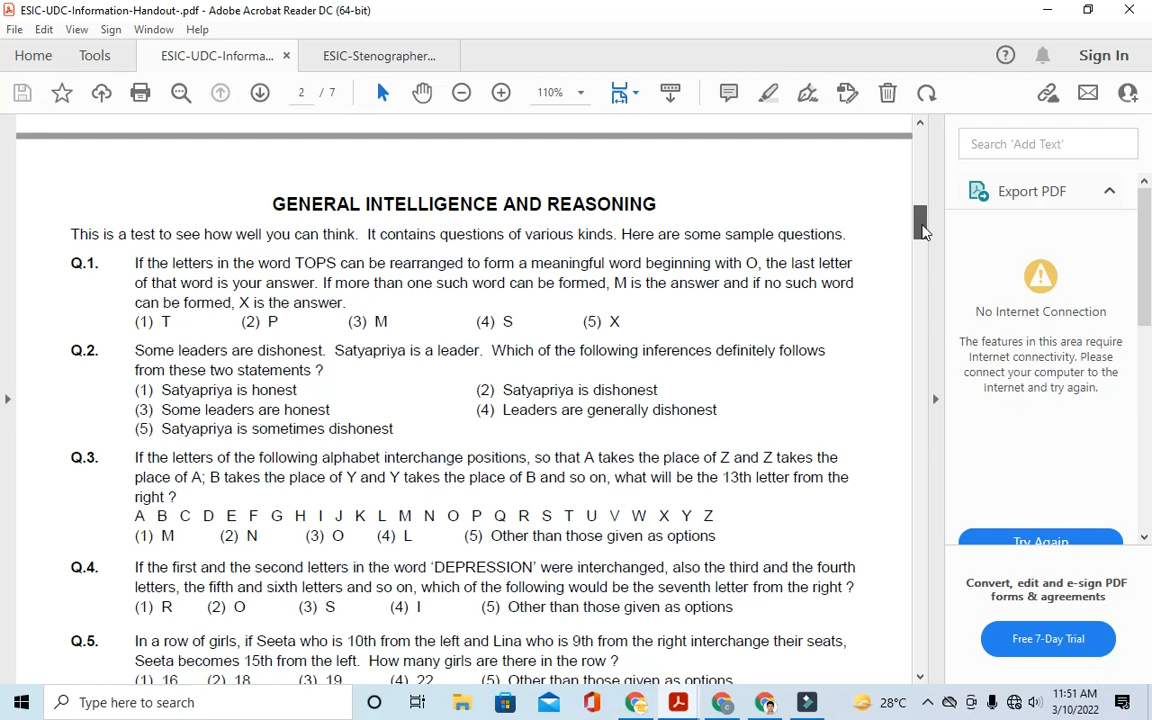 ESIC-UDC-Information-Handout-.pdf - Adobe Acrobat Reader DC (64-bit)
File Edit View Sign Window Help
Home Tools ESIC-UDC-Informa... × ESIC-Stenographer... Sign In
2 / 7 110%
Search 'Add Text'
Export PDF
No Internet Connection
The features in this area require
Internet connectivity. Please
connect your computer to the
Internet and try again.
Try Again
Convert, edit and e-sign PDF
forms & agreements
Free 7-Day Trial
GENERAL INTELLIGENCE AND REASONING
This is a test to see how well you can think. It contains questions of various kinds. Here are some sample questions.
Q.1. If the letters in the word TOPS can be rearranged to form a meaningful word beginning with O, the last letter
of that word is your answer. If more than one such word can be formed, M is the answer and if no such word
can be formed, X is the answer.
(1) T (2) P (3) M (4) S (5) X
Q.2. Some leaders are dishonest. Satyapriya is a leader. Which of the following inferences definitely follows
from these two statements ?
(1) Satyapriya is honest (2) Satyapriya is dishonest
(3) Some leaders are honest (4) Leaders are generally dishonest
(5) Satyapriya is sometimes dishonest
Q.3. If the letters of the following alphabet interchange positions, so that A takes the place of Z and Z takes the
place of A; B takes the place of Y and Y takes the place of B and so on, what will be the 13th letter from the
right ?
A B C D E F G H I J K L M N O P Q R S T U V W X Y Z
(1) M (2) N (3) O (4) L (5) Other than those given as options
Q.4. If the first and the second letters in the word ‘DEPRESSION’ were interchanged, also the third and the fourth
letters, the fifth and sixth letters and so on, which of the following would be the seventh letter from the right ?
(1) R (2) O (3) S (4) I (5) Other than those given as options
Q.5. In a row of girls, if Seeta who is 10th from the left and Lina who is 9th from the right interchange their seats,
Seeta becomes 15th from the left. How many girls are there in the row ?
(1) 16 (2) 18 (3) 19 (4) 22 (5) Other than those given as options
Type here to search 28°C 11:51 AM
3/10/2022